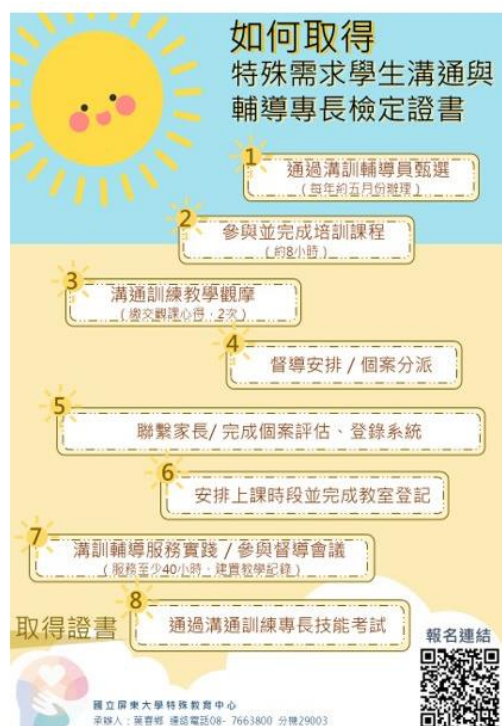 如何取得
特殊需求學生溝通與
輔導專長檢定證書
1
通過溝訓輔導員甄選
(每年約五月份辦理)
2
參與並完成培訓課程
(約8小時)
3
溝通訓練教學觀摩
(繳交觀課心得，2次)
4
督導安排 / 個案分派
5
聯繫家長/ 完成個案評估、登錄系統
6
安排上課時段並完成教室登記
7
溝訓輔導服務實踐 / 參與督導會議
(服務至少40小時、建置教學記錄)
8
取得證書
通過溝通訓練專長技能考試
報名連結
國立屏東大學特殊教育中心
承辦人：葉 連絡電話08- 7663800 分機29003